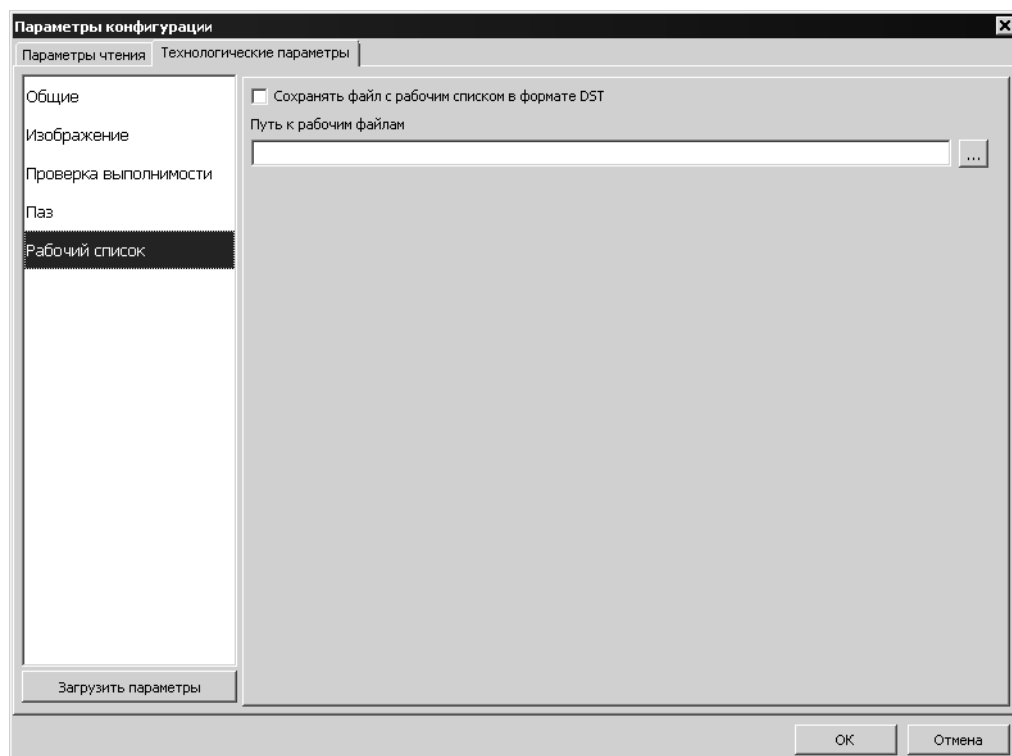 Параметры конфигурации
Параметры чтения
Технологические параметры
Общие
Изображение
Проверка выполнимости
Паз
Рабочий список
Загрузить параметры
Сохранять файл с рабочим списком в формате DST
Путь к рабочим файлам
...
OK
Отмена